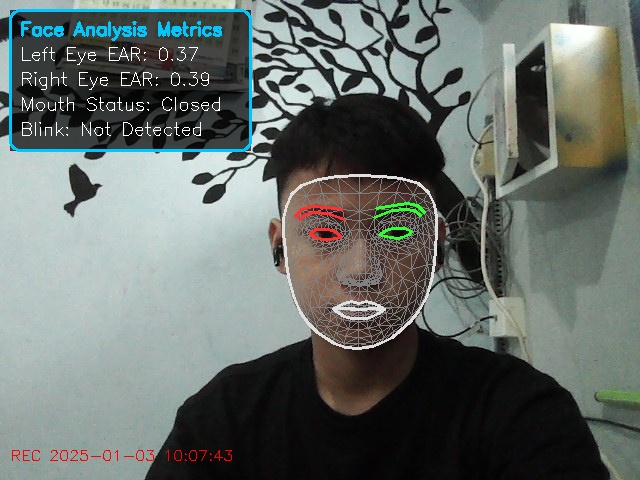 Face Analysis Metrics
Left Eye EAR: 0.37
Right Eye EAR: 0.39
Mouth Status: Closed
Blink: Not Detected
REC 2025-01-03 10:07:43